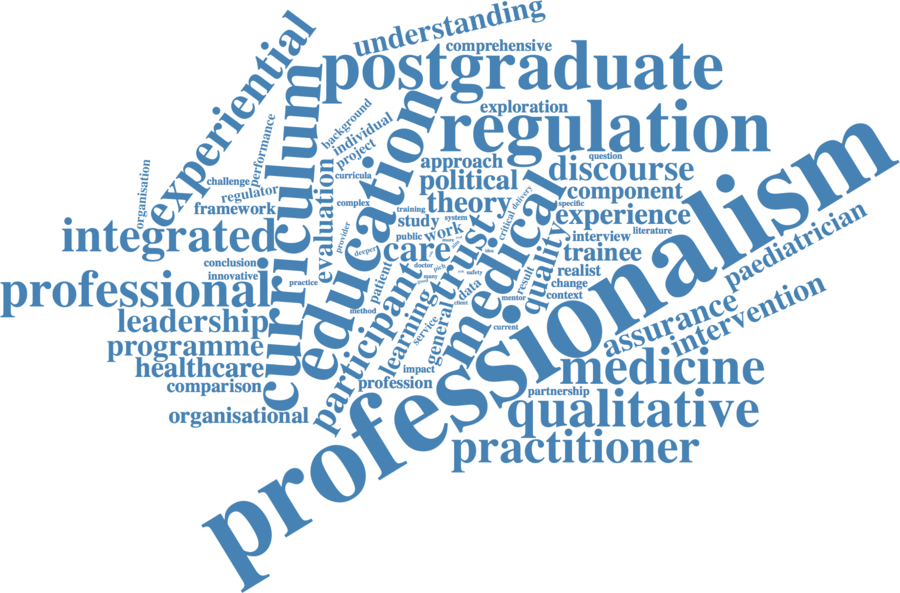 understanding
comprehensive
postgraduate
experiential
exploration
regulation
curriculum
education
background
individual
project
performance
organisation
challenge
regulator
framework
curricula
evaluation
complex
provider
deeper
approach
political
theory
training
study
system
public
work
care
question
discourse
component
specific
experience
literature
interview
trainee
realist
change
context
critical
delivery
medical
quality
result
mentor
current
trust
integrated
conclusion
innovative
professional
practice
leadership
programme
healthcare
comparison
organisational
patient
method
participant
learning
service
general
data
doctor
many
safety
client
impact
profession
professionalism
paediatrician
assurance
intervention
medicine
partnership
qualitative
practitioner